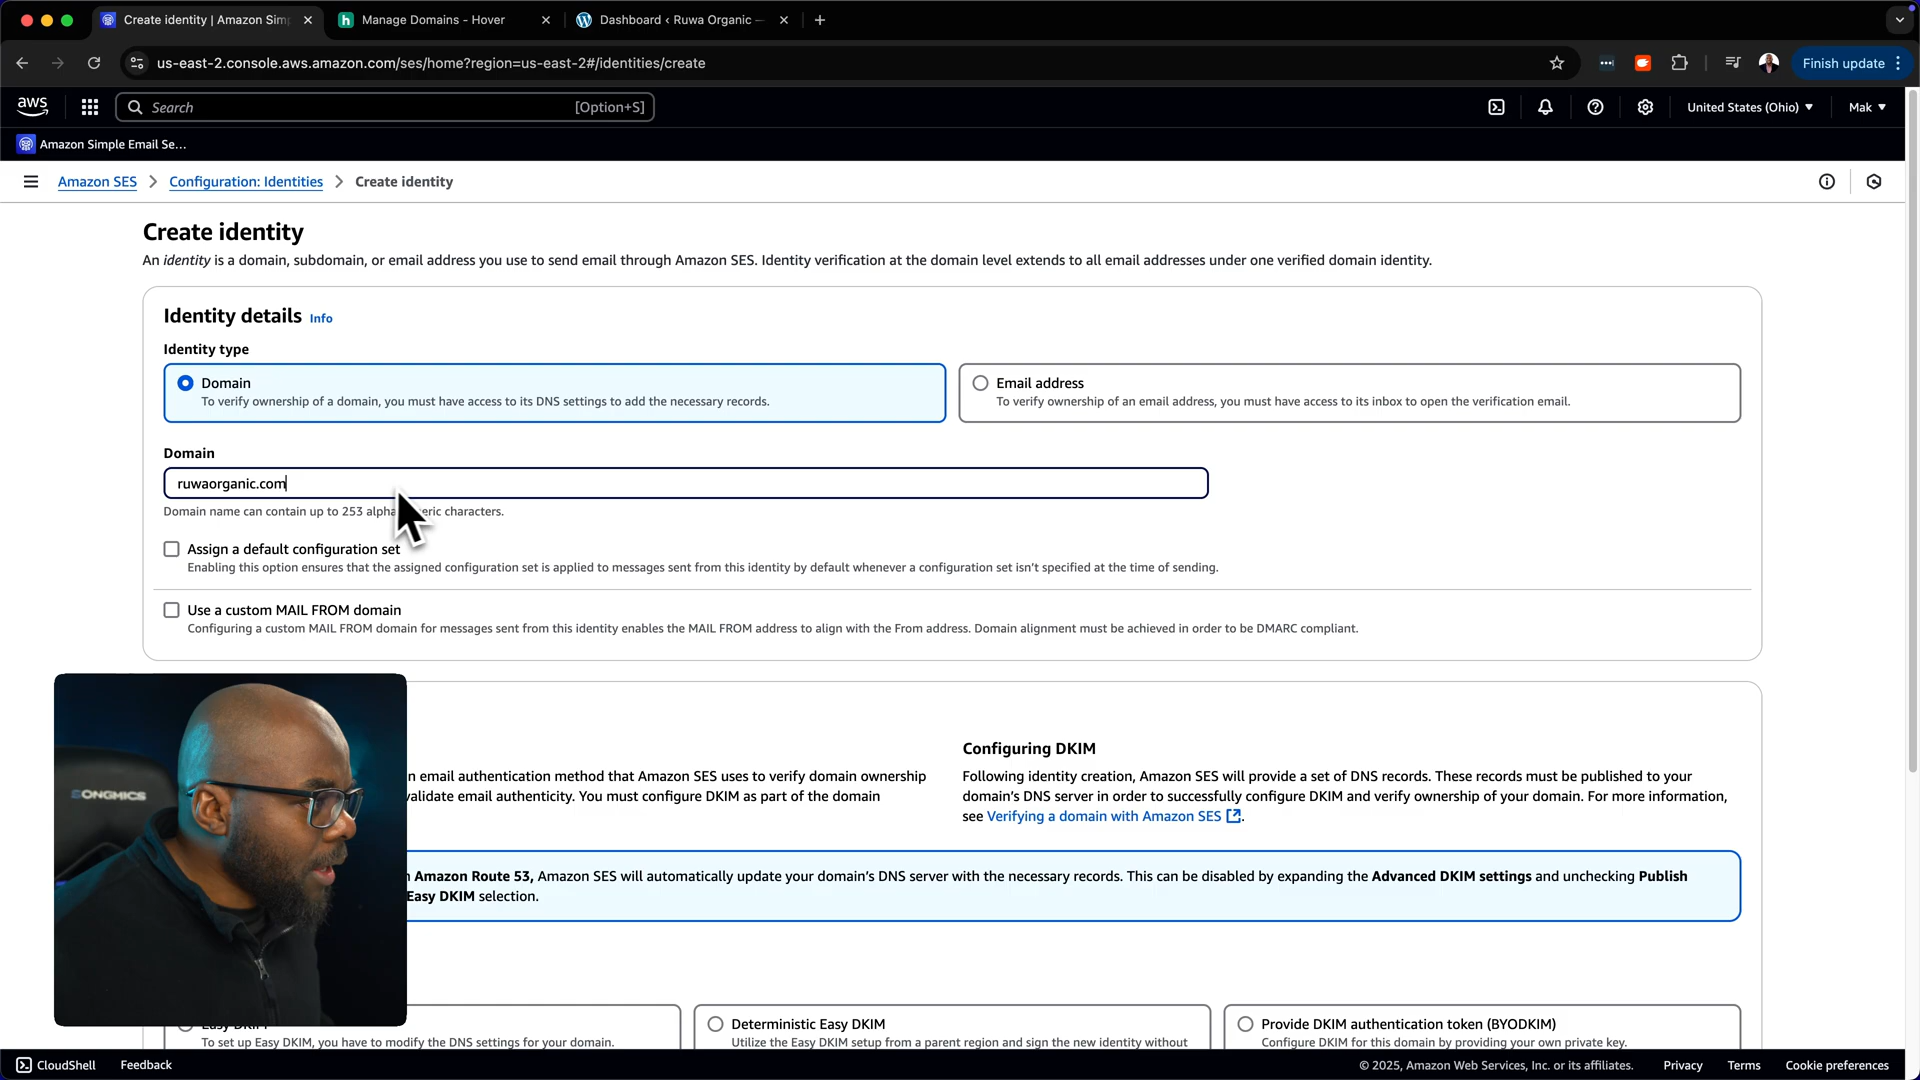 Create identity | Amazon Sim
Manage Domains - Hover
Dashboard ‹ Ruwa Organic —
us-east-2.console.aws.amazon.com/ses/home?region=us-east-2#/identities/create
Finish update
aws
Search
[Option+S]
United States (Ohio)
Mak
Amazon Simple Email Se...
Amazon SES
Configuration: Identities
Create identity
Create identity
An identity is a domain, subdomain, or email address you use to send email through Amazon SES. Identity verification at the domain level extends to all email addresses under one verified domain identity.
Identity details Info
Identity type
Domain
To verify ownership of a domain, you must have access to its DNS settings to add the necessary records.
Email address
To verify ownership of an email address, you must have access to its inbox to open the verification email.
Domain
ruwaorganic.com
Domain name can contain up to 253 alpha eric characters.
Assign a default configuration set
Enabling this option ensures that the assigned configuration set is applied to messages sent from this identity by default whenever a configuration set isn't specified at the time of sending.
Use a custom MAIL FROM domain
Configuring a custom MAIL FROM domain for messages sent from this identity enables the MAIL FROM address to align with the From address. Domain alignment must be achieved in order to be DMARC compliant.
SONGMICS
n email authentication method that Amazon SES uses to verify domain ownership
validate email authenticity. You must configure DKIM as part of the domain
Configuring DKIM
Following identity creation, Amazon SES will provide a set of DNS records. These records must be published to your
domain's DNS server in order to successfully configure DKIM and verify ownership of your domain. For more information,
see Verifying a domain with Amazon SES.
Amazon Route 53, Amazon SES will automatically update your domain's DNS server with the necessary records. This can be disabled by expanding the Advanced DKIM settings and unchecking Publish
Easy DKIM selection.
Easy DKIM
To set up Easy DKIM, you have to modify the DNS settings for your domain.
Deterministic Easy DKIM
Utilize the Easy DKIM setup from a parent region and sign the new identity without
Provide DKIM authentication token (BYODKIM)
Configure DKIM for this domain by providing your own private key.
CloudShell
Feedback
© 2025, Amazon Web Services, Inc. or its affiliates.
Privacy
Terms
Cookie preferences